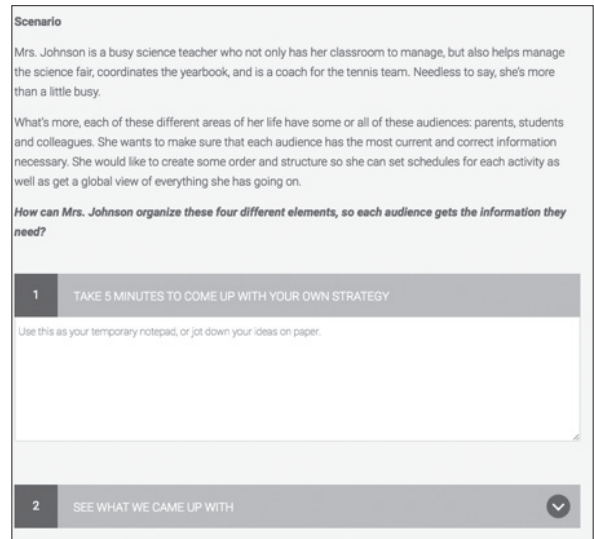 Scenario
Mrs. Johnson is a busy science teacher who not only has her classroom to manage, but also helps manage
the science fair, coordinates the yearbook, and is a coach for the tennis team. Needless to say, she's more
than a little busy.
What's more, each of these different areas of her life have some or all of these audiences: parents, students
and colleagues. She wants to make sure that each audience has the most current and correct information
necessary. She would like to create some order and structure so she can set schedules for each activity as
well as get a global view of everything she has going on.
How can Mrs. Johnson organize these four different elements, so each audience gets the information they
need?
1 TAKE 5 MINUTES TO COME UP WITH YOUR OWN STRATEGY
Use this as your temporary notepad, or jot down your ideas on paper.
2 SEE WHAT WE CAME UP WITH